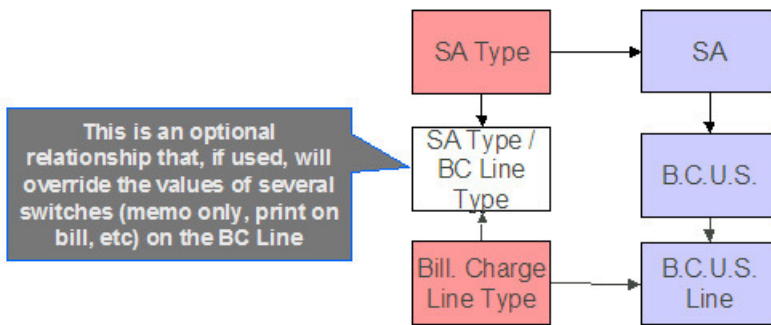 SA Type
SA
This is an optional
relationship that, if used, will
override the values of several
switches (memo only, print on
bill, etc) on the BC Line
SA Type /
BC Line
Type
B.C.U.S.
Bill. Charge
Line Type
B.C.U.S.
Line